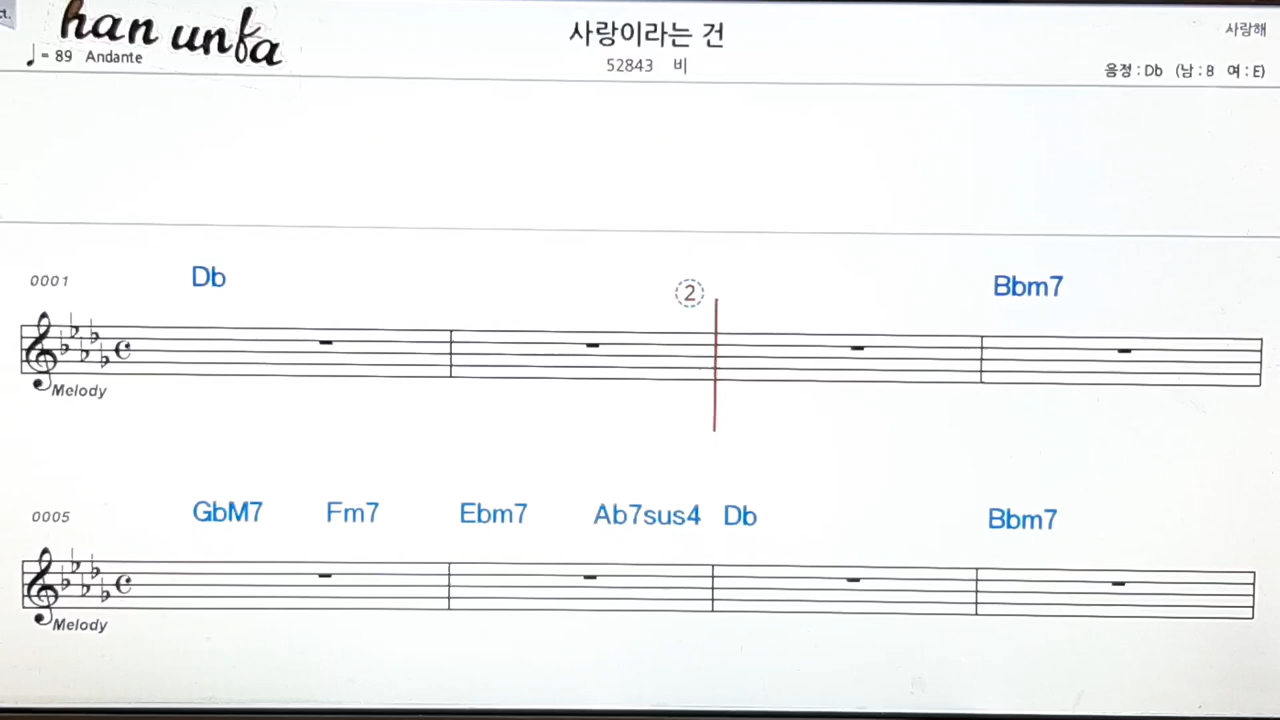 han unfa
사랑이라는 건
사랑해
♩= 89 Andante
52843 비
음정 : Db (남 : B 여 : E)
0001 Db ② Bbm7
Melody
0005 GbM7 Fm7 Ebm7 Ab7sus4 Db Bbm7
Melody